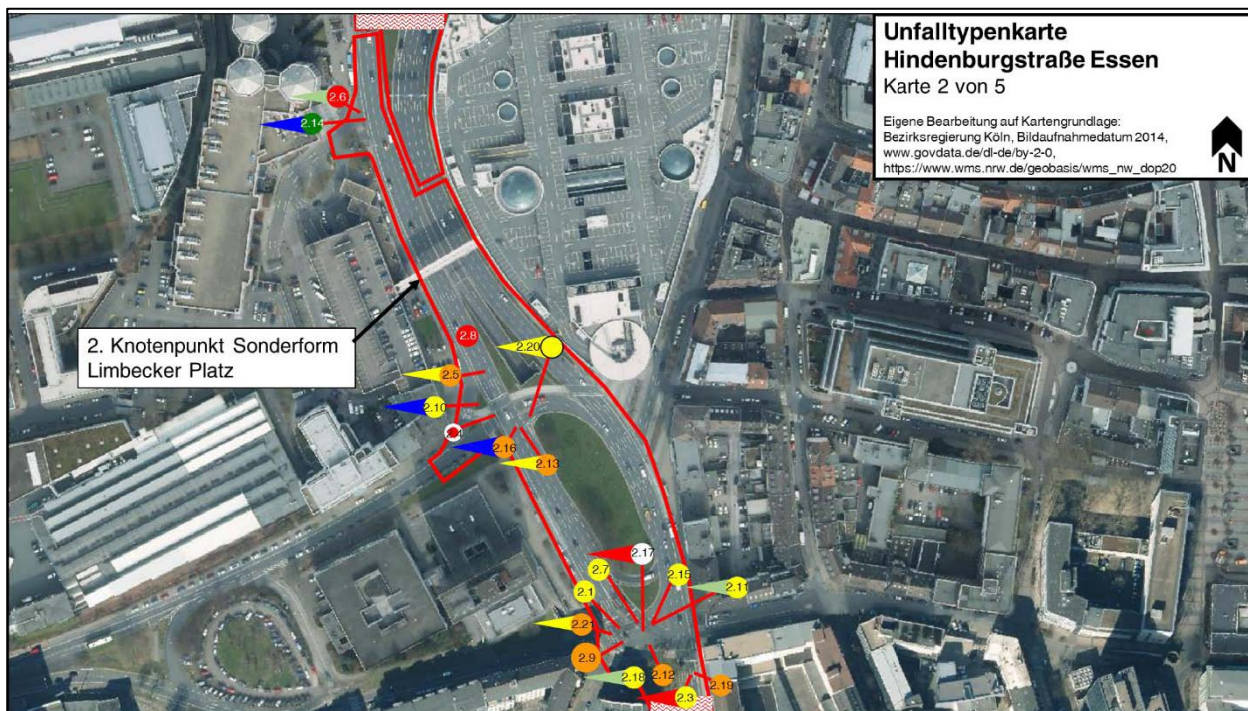 Unfalltypenkarte
Hindenburgstraße Essen
Karte 2 von 5
Eigene Bearbeitung auf Kartengrundlage:
Bezirksregierung Köln, Bildaufnahmedatum 2014,
www.govdata.de/dl-de/by-2-0,
https://www.wms.nrw.de/geobasis/wms_nw_dop20
N
2.6
2.14
2. Knotenpunkt Sonderform
Limbecker Platz
2.8
2.20
2.5
2.10
2.16
2.13
2.17
2.7
2.15
2.1
2.11
2.21
2.9
2.18
2.12
2.3
2.19